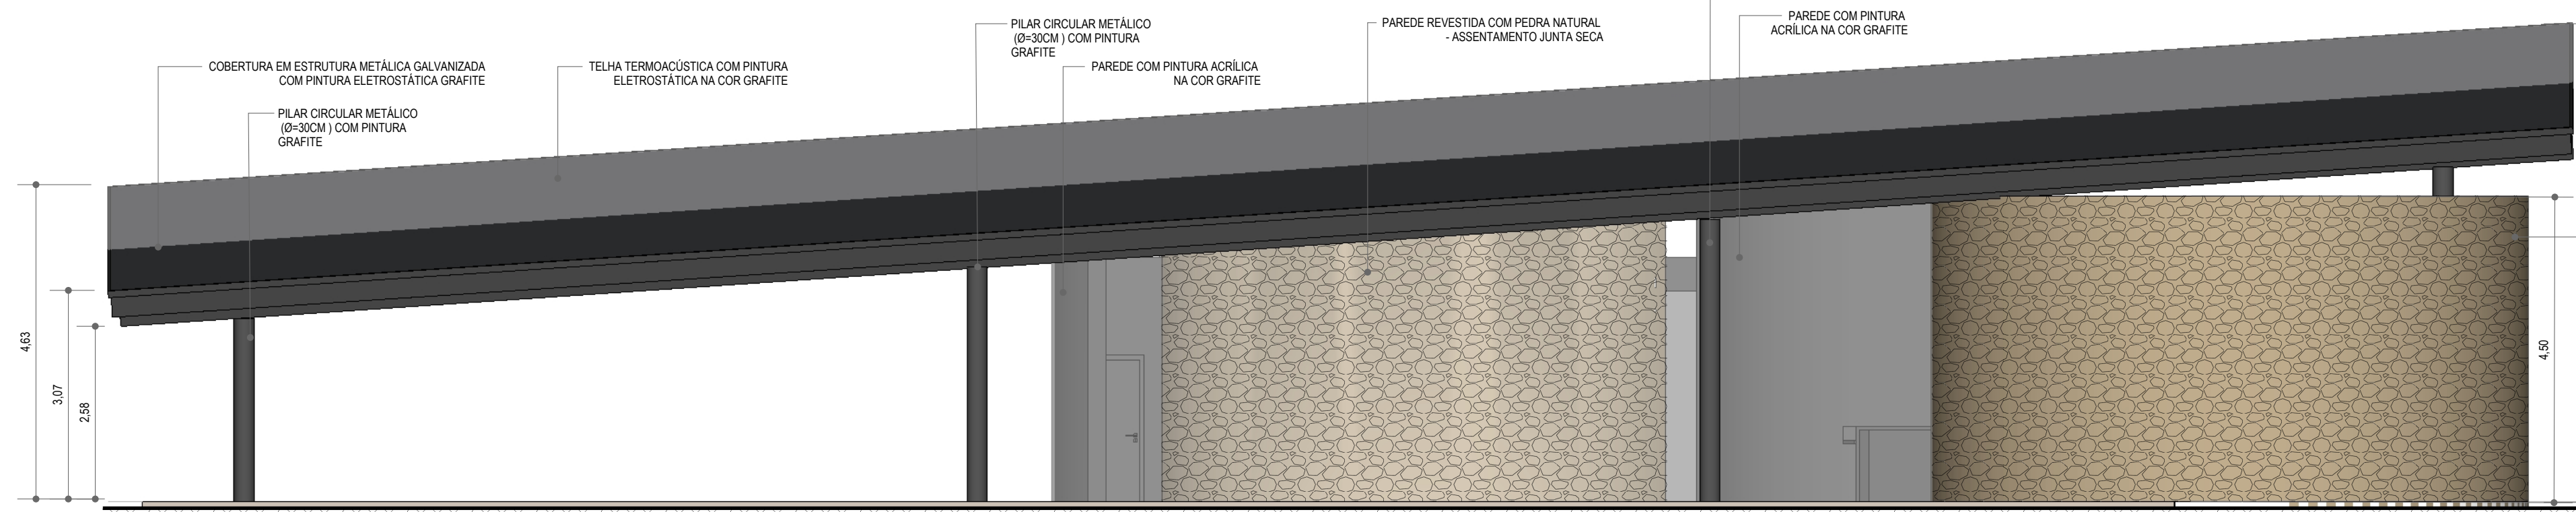 COBERTURA EM ESTRUTURA METÁLICA GALVANIZADA
COM PINTURA ELETROSTÁTICA GRAFITE
PILAR CIRCULAR METÁLICO
(Ø=30CM ) COM PINTURA
GRAFITE
TELHA TERMOACÚSTICA COM PINTURA
ELETROSTÁTICA NA COR GRAFITE
PILAR CIRCULAR METÁLICO
(Ø=30CM ) COM PINTURA
GRAFITE
PAREDE COM PINTURA ACRÍLICA
NA COR GRAFITE
PAREDE REVESTIDA COM PEDRA NATURAL
- ASSENTAMENTO JUNTA SECA
PAREDE COM PINTURA
ACRÍLICA NA COR GRAFITE
4,63
3,07
2,58
4,50